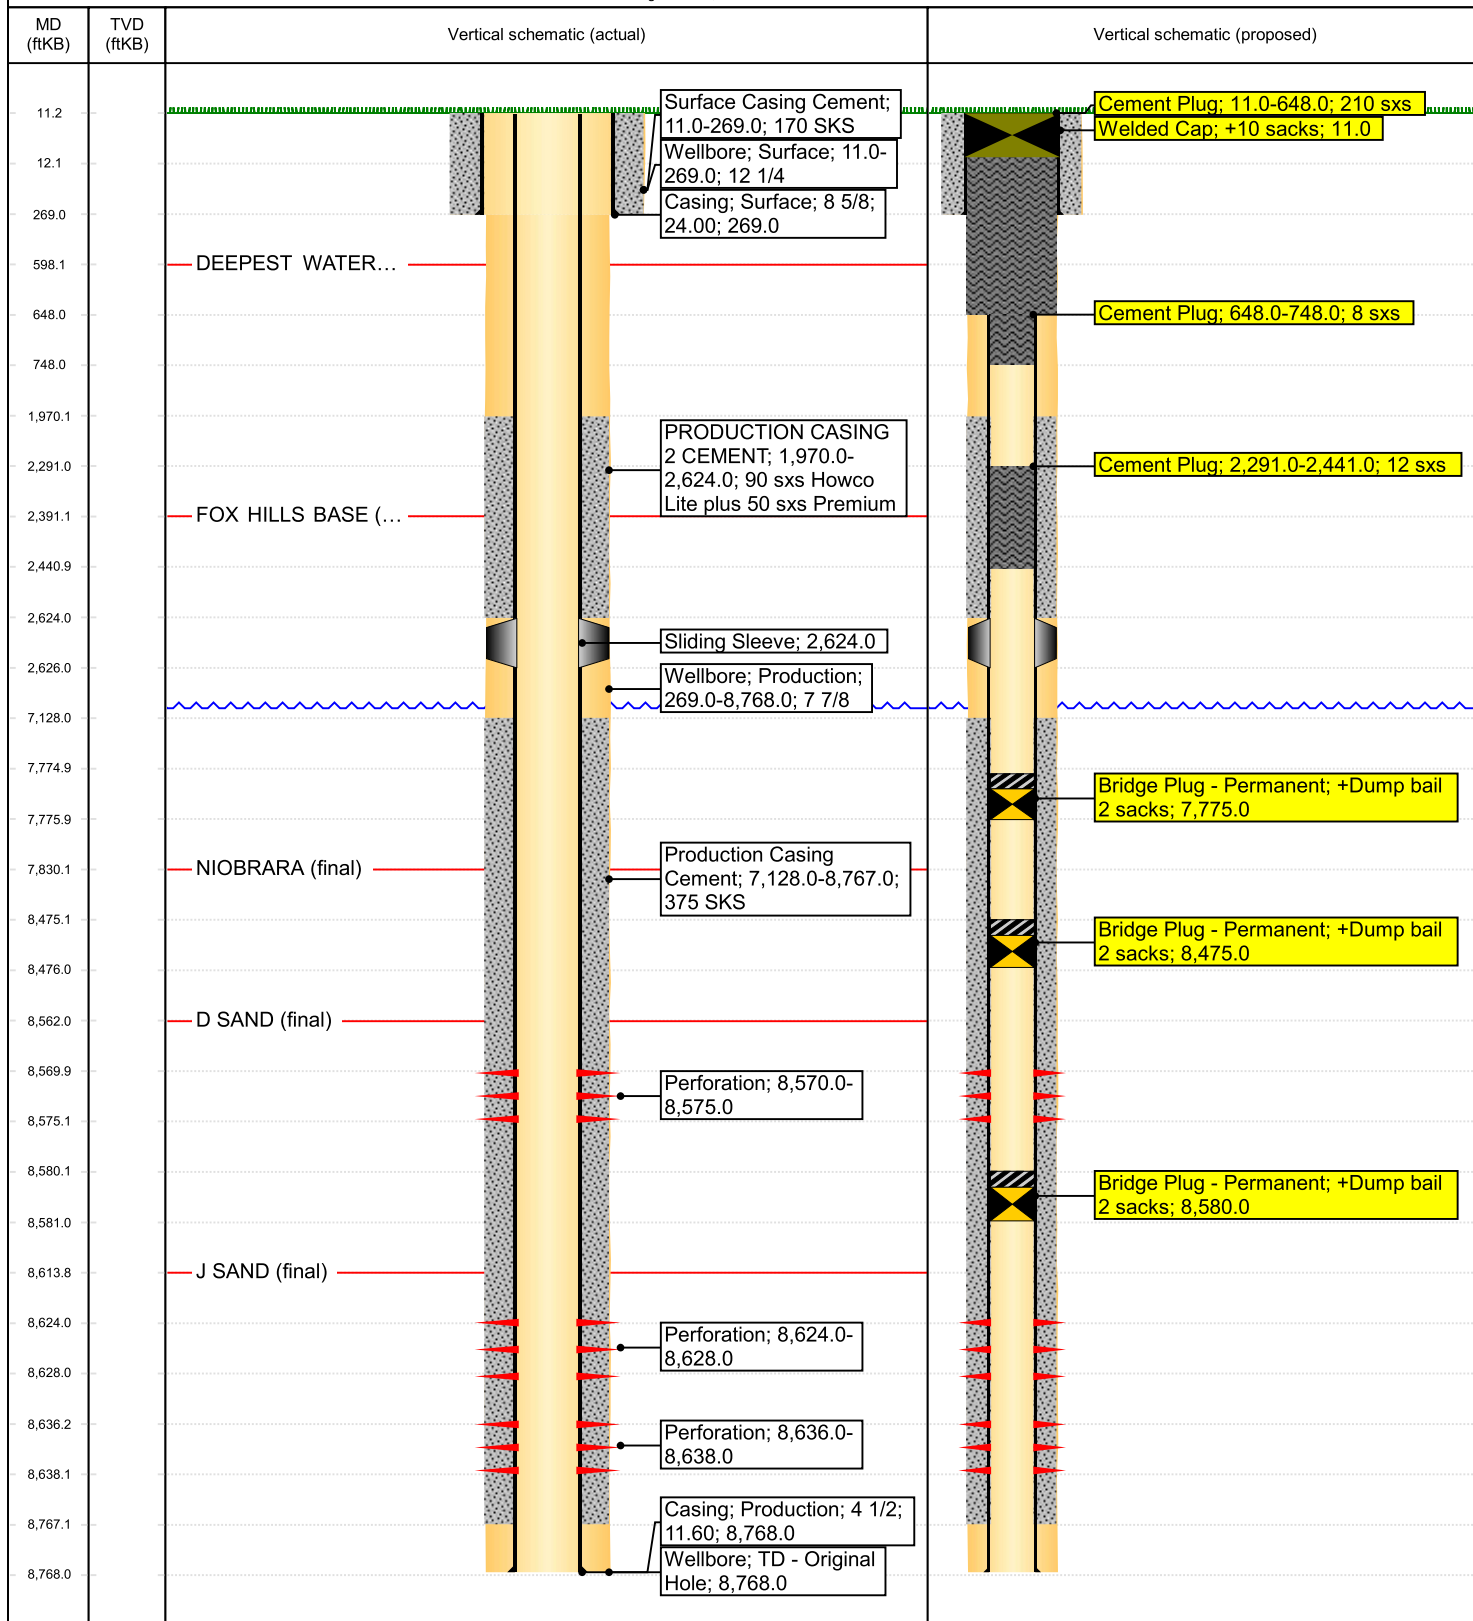 MD
(ftKB)
TVD
(ftKB)
Vertical schematic (actual)
Vertical schematic (proposed)
11.2
12.1
269.0
598.1
648.0
748.0
1,970.1
2,291.0
2,391.1
2,440.9
2,624.0
2,626.0
7,128.0
7,774.9
7,775.9
7,830.1
8,475.1
8,476.0
8,562.0
8,569.9
8,575.1
8,580.1
8,581.0
8,613.8
8,624.0
8,628.0
8,636.2
8,638.1
8,767.1
8,768.0
DEEPEST WATER...
FOX HILLS BASE (...
NIOBRARA (final)
D SAND (final)
J SAND (final)
Surface Casing Cement;
11.0-269.0; 170 SKS
Wellbore; Surface; 11.0-
269.0; 12 1/4
Casing; Surface; 8 5/8;
24.00; 269.0
PRODUCTION CASING
2 CEMENT; 1,970.0-
2,624.0; 90 sxs Howco
Lite plus 50 sxs Premium
Sliding Sleeve; 2,624.0
Wellbore; Production;
269.0-8,768.0; 7 7/8
Production Casing
Cement; 7,128.0-8,767.0;
375 SKS
Perforation; 8,570.0-
8,575.0
Perforation; 8,624.0-
8,628.0
Perforation; 8,636.0-
8,638.0
Casing; Production; 4 1/2;
11.60; 8,768.0
Wellbore; TD - Original
Hole; 8,768.0
Cement Plug; 11.0-648.0; 210 sxs
Welded Cap; +10 sacks; 11.0
Cement Plug; 648.0-748.0; 8 sxs
Cement Plug; 2,291.0-2,441.0; 12 sxs
Bridge Plug - Permanent; +Dump bail
2 sacks; 7,775.0
Bridge Plug - Permanent; +Dump bail
2 sacks; 8,475.0
Bridge Plug - Permanent; +Dump bail
2 sacks; 8,580.0